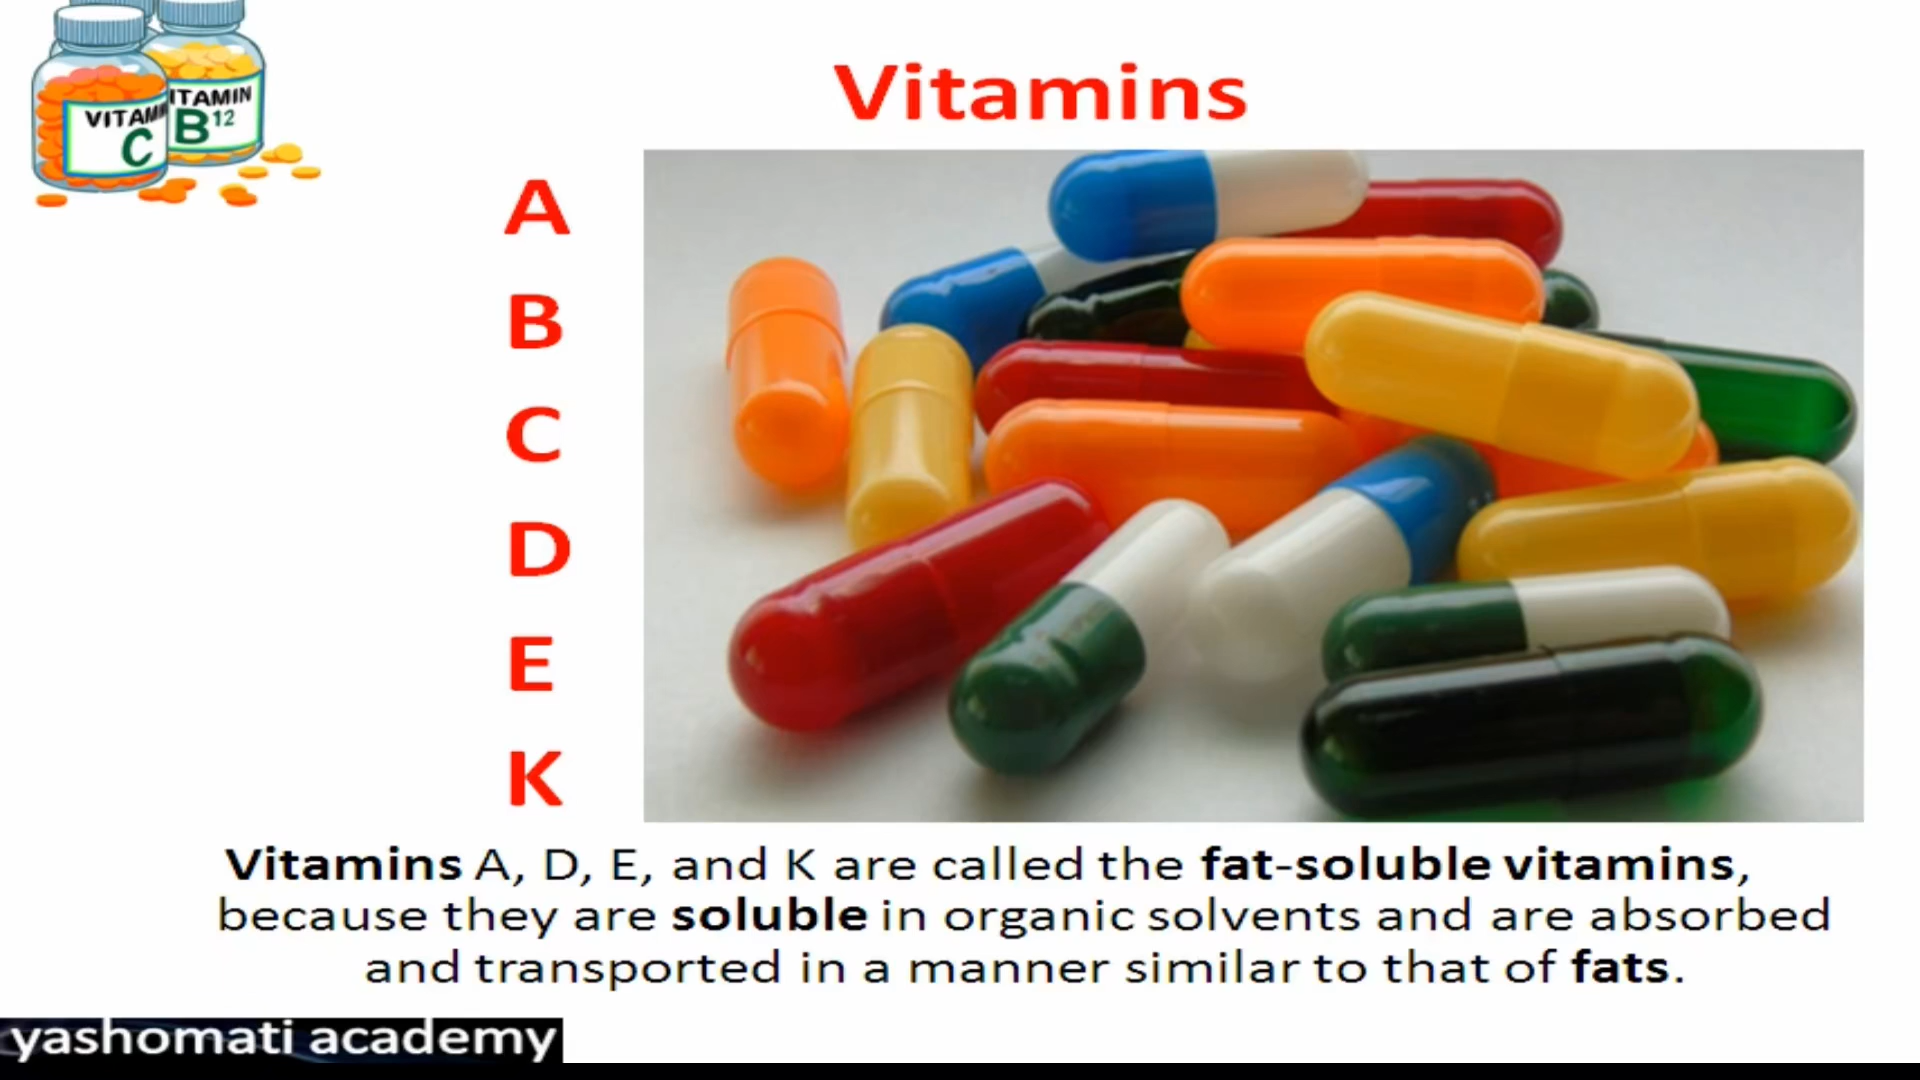 VITAMIN
B12
VITAM
C
Vitamins
A
B
C
D
E
K
Vitamins A, D, E, and K are called the fat-soluble vitamins,
because they are soluble in organic solvents and are absorbed
and transported in a manner similar to that of fats.
yashomati academy